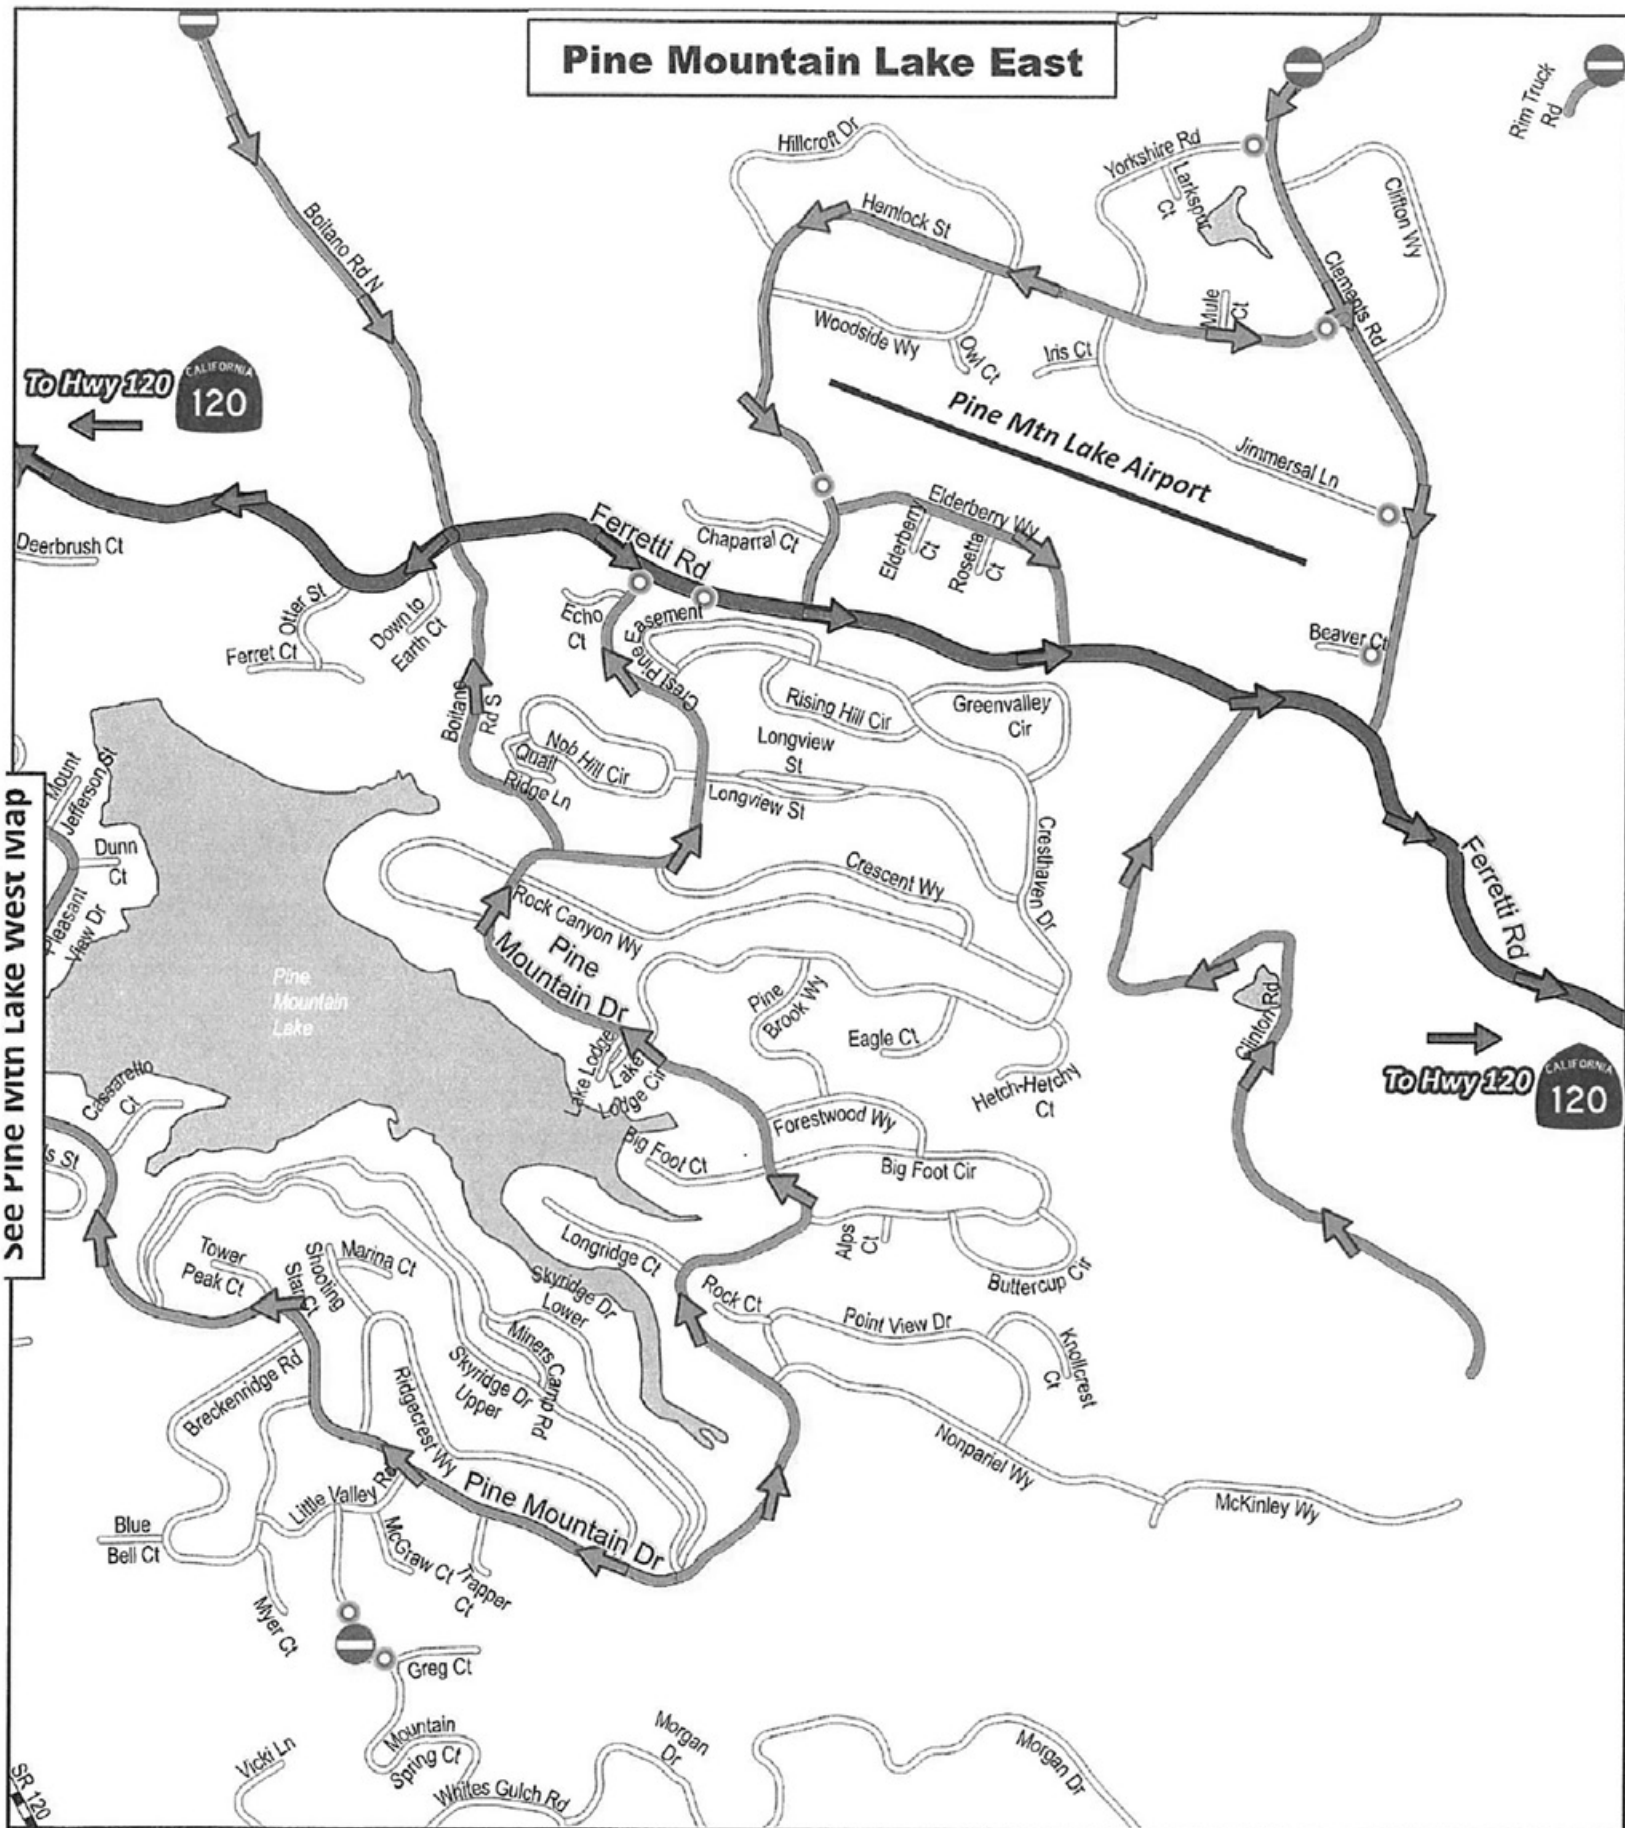 Pine Mountain Lake East
Rim Truck
Rd
Hillcroft Dr
Yorkshire Rd
Larkspur
Ct
Clifton Wy
Hemlock St
Boitano Rd N
Clements Rd
Mule
Ct
Woodside Wy
Owl Ct
Iris Ct
To Hwy 120
CALIFORNIA
120
Pine Mtn Lake Airport
Jimmersal Ln
Elderberry Wy
Elderberry
Ct
Rosetta
Ct
Chaparral Ct
Ferretti Rd
Deerbrush Ct
Otter St
Ferret Ct
Down to
Earth Ct
Echo
Ct
Easement
Crest Pine
Beaver Ct
Boitano
Rd S
Rising Hill Cir
Greenvalley
Cir
Nob Hill Cir
Quail
Ridge Ln
Longview
St
Longview St
Mount
Jefferson St
Dunn
Ct
Pleasant
View Dr
See Pine Mtn Lake West Map
Crescent Wy
Cresthaven Dr
Ferretti Rd
Rock Canyon Wy
Pine
Mountain Dr
Pine
Mountain
Lake
Pine
Brook Wy
Eagle Ct
Hetch-Hetchy
Ct
Clinton Rd
To Hwy 120
CALIFORNIA
120
Lake Lodge
Lake
Lodge Cir
Cassaretto
Ct
ls St
Forestwood Wy
Big Foot Ct
Big Foot Cir
Alps
Ct
Buttercup Cir
Longridge Ct
Tower
Peak Ct
Shooting
Star Ct
Marina Ct
Skyridge Dr
Lower
Rock Ct
Point View Dr
Knollcrest
Ct
Miners Camp Rd
Skyridge Dr
Upper
Breckenridge Rd
Ridgecrest Wy
Nonpariel Wy
McKinley Wy
Little Valley Rd
Pine Mountain Dr
Blue
Bell Ct
McGraw Ct
Trapper
Ct
Myer Ct
Greg Ct
Mountain
Spring Ct
Vicki Ln
Whites Gulch Rd
Morgan
Dr
Morgan Dr
SR 120